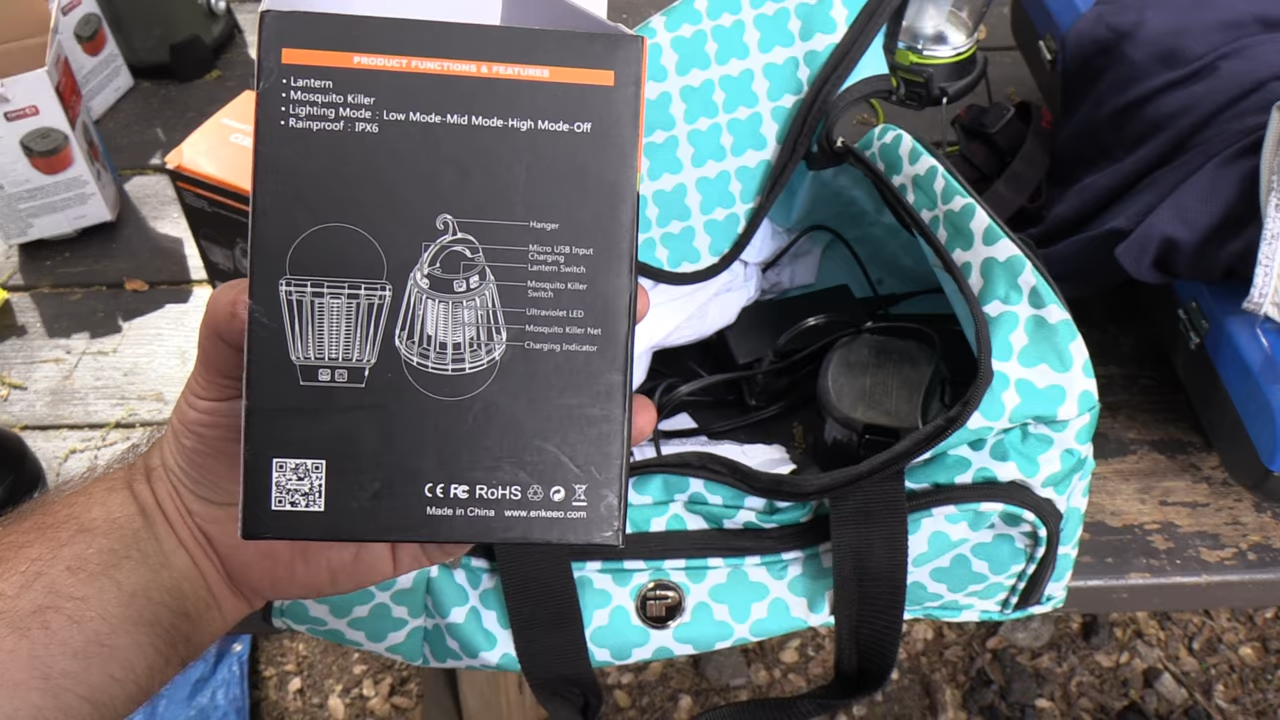 PRODUCT FUNCTIONS & FEATURES
• Lantern
• Mosquito Killer
• Lighting Mode : Low Mode-Mid Mode-High Mode-Off
• Rainproof : IPX6
Hanger
Micro USB Input
Charging
Lantern Switch
Mosquito Killer
Switch
Ultraviolet LED
Mosquito Killer Net
Charging Indicator
CE FC RoHS
Made in China www.enkeeo.com